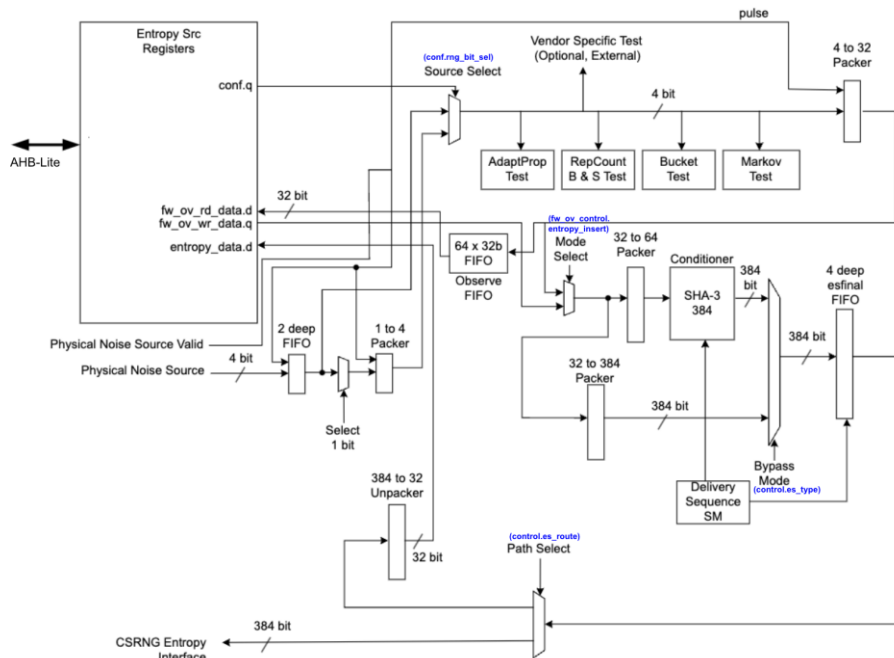 pulse
Entropy Src
Registers
Vendor Specific Test
(Optional, External)
4 to 32
Packer
(conf.rng_bit_sel)
Source Select
conf.q
4 bit
AHB-Lite
AdaptProp
Test
RepCount
B & S Test
Bucket
Test
Markov
Test
32 bit
fw_ov_rd_data.d
fw_ov_wr_data.q
entropy_data.d
64 x 32b
FIFO
Observe
FIFO
(fw_ov_control.
entropy_insert)
Mode
Select
32 to 64
Packer
Conditioner
SHA-3
384
384
bit
4 deep
esfinal
FIFO
384 bit
Physical Noise Source Valid
Physical Noise Source
4 bit
2 deep
FIFO
1 to 4
Packer
Select
1 bit
32 to 384
Packer
384 bit
Bypass
Mode
(control.es_type)
Delivery
Sequence
SM
384 to 32
Unpacker
32 bit
(control.es_route)
Path Select
384 bit
CSRNG Entropy
Interface